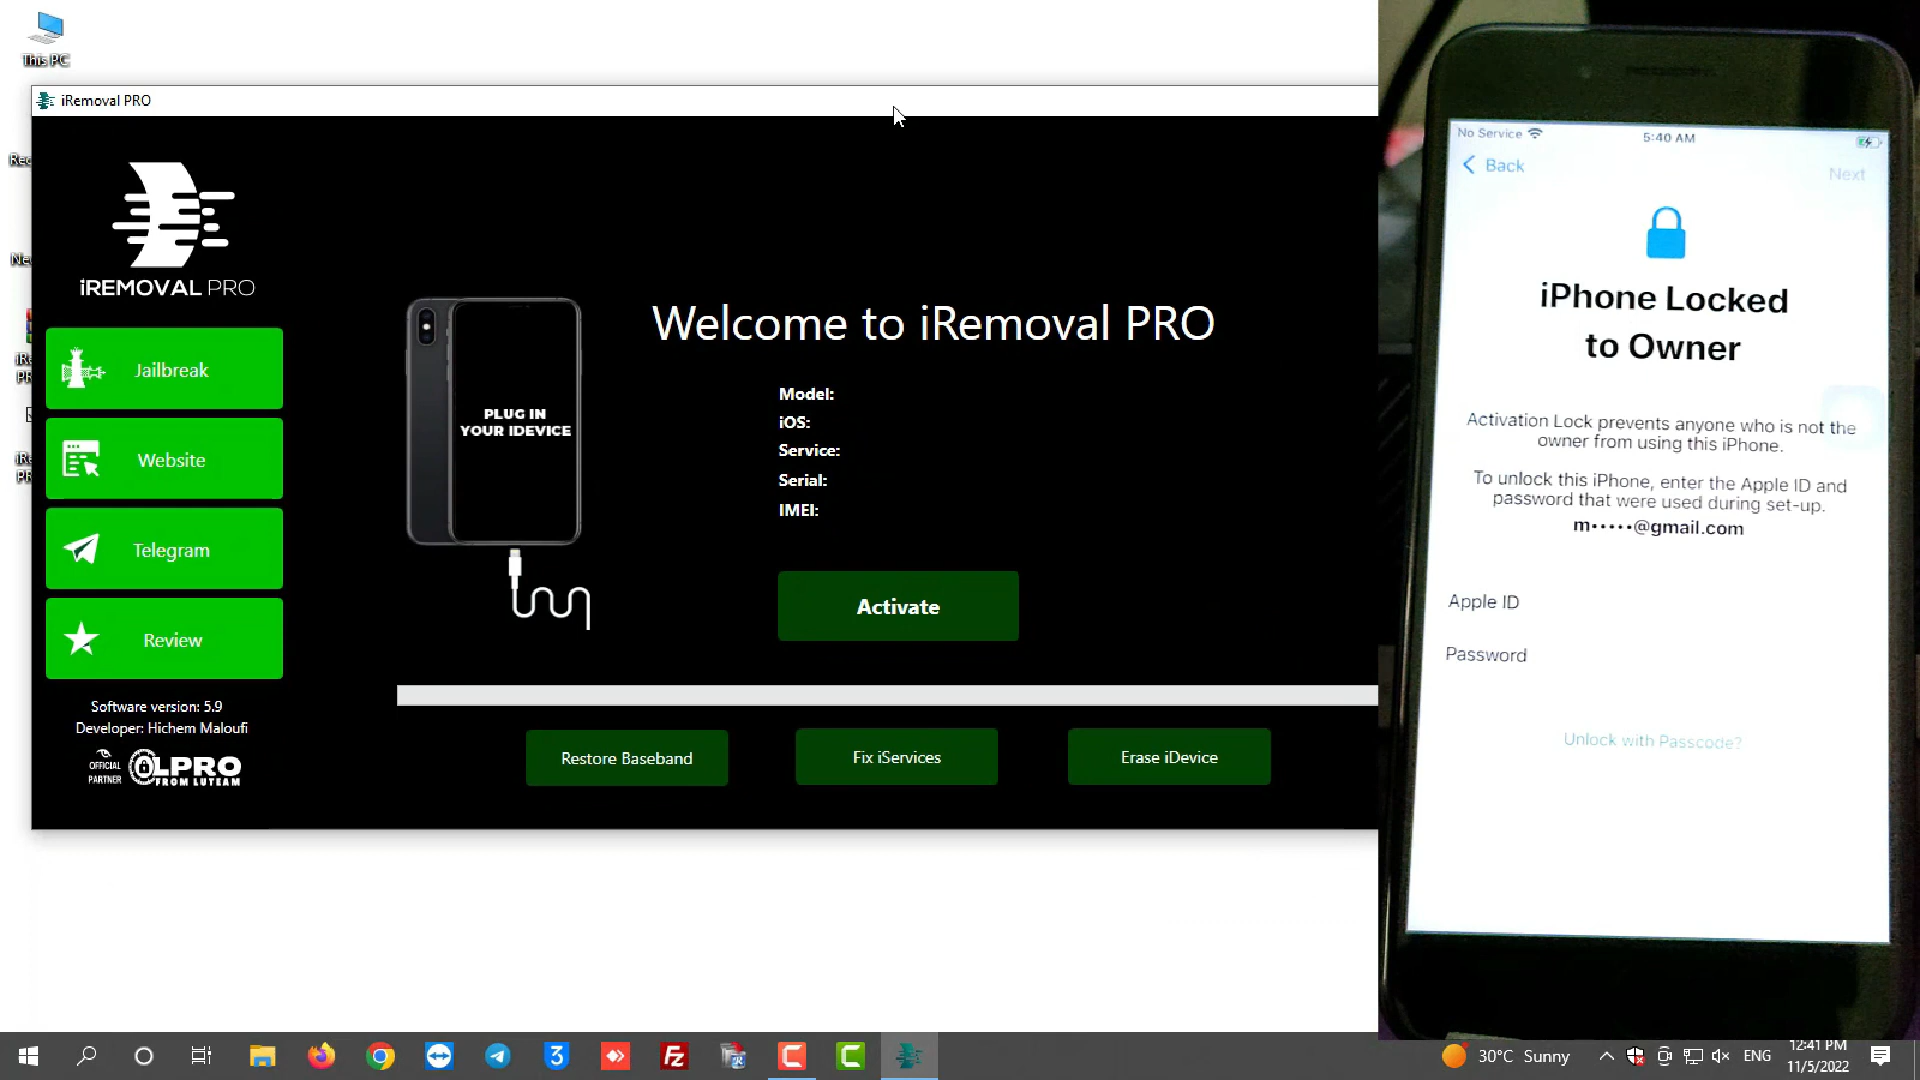 This PC
iRemoval PRO
iREMOVAL PRO
Jailbreak
Website
Telegram
Review
Software version: 5.9
Developer: Hichem Maloufi
OFFICIAL
PARTNER
LPRO
FROM LUTEAM
PLUG IN
YOUR IDEVICE
Welcome to iRemoval PRO
Model:
iOS:
Service:
Serial:
IMEI:
Activate
Restore Baseband
Fix iServices
Erase iDevice
No Service
5:40 AM
Back
Next
iPhone Locked
to Owner
Activation Lock prevents anyone who is not the
owner from using this iPhone.
To unlock this iPhone, enter the Apple ID and
password that were used during set-up.
m•••••@gmail.com
Apple ID
Password
Unlock with Passcode?
30°C Sunny
ENG
12:41 PM
11/5/2022